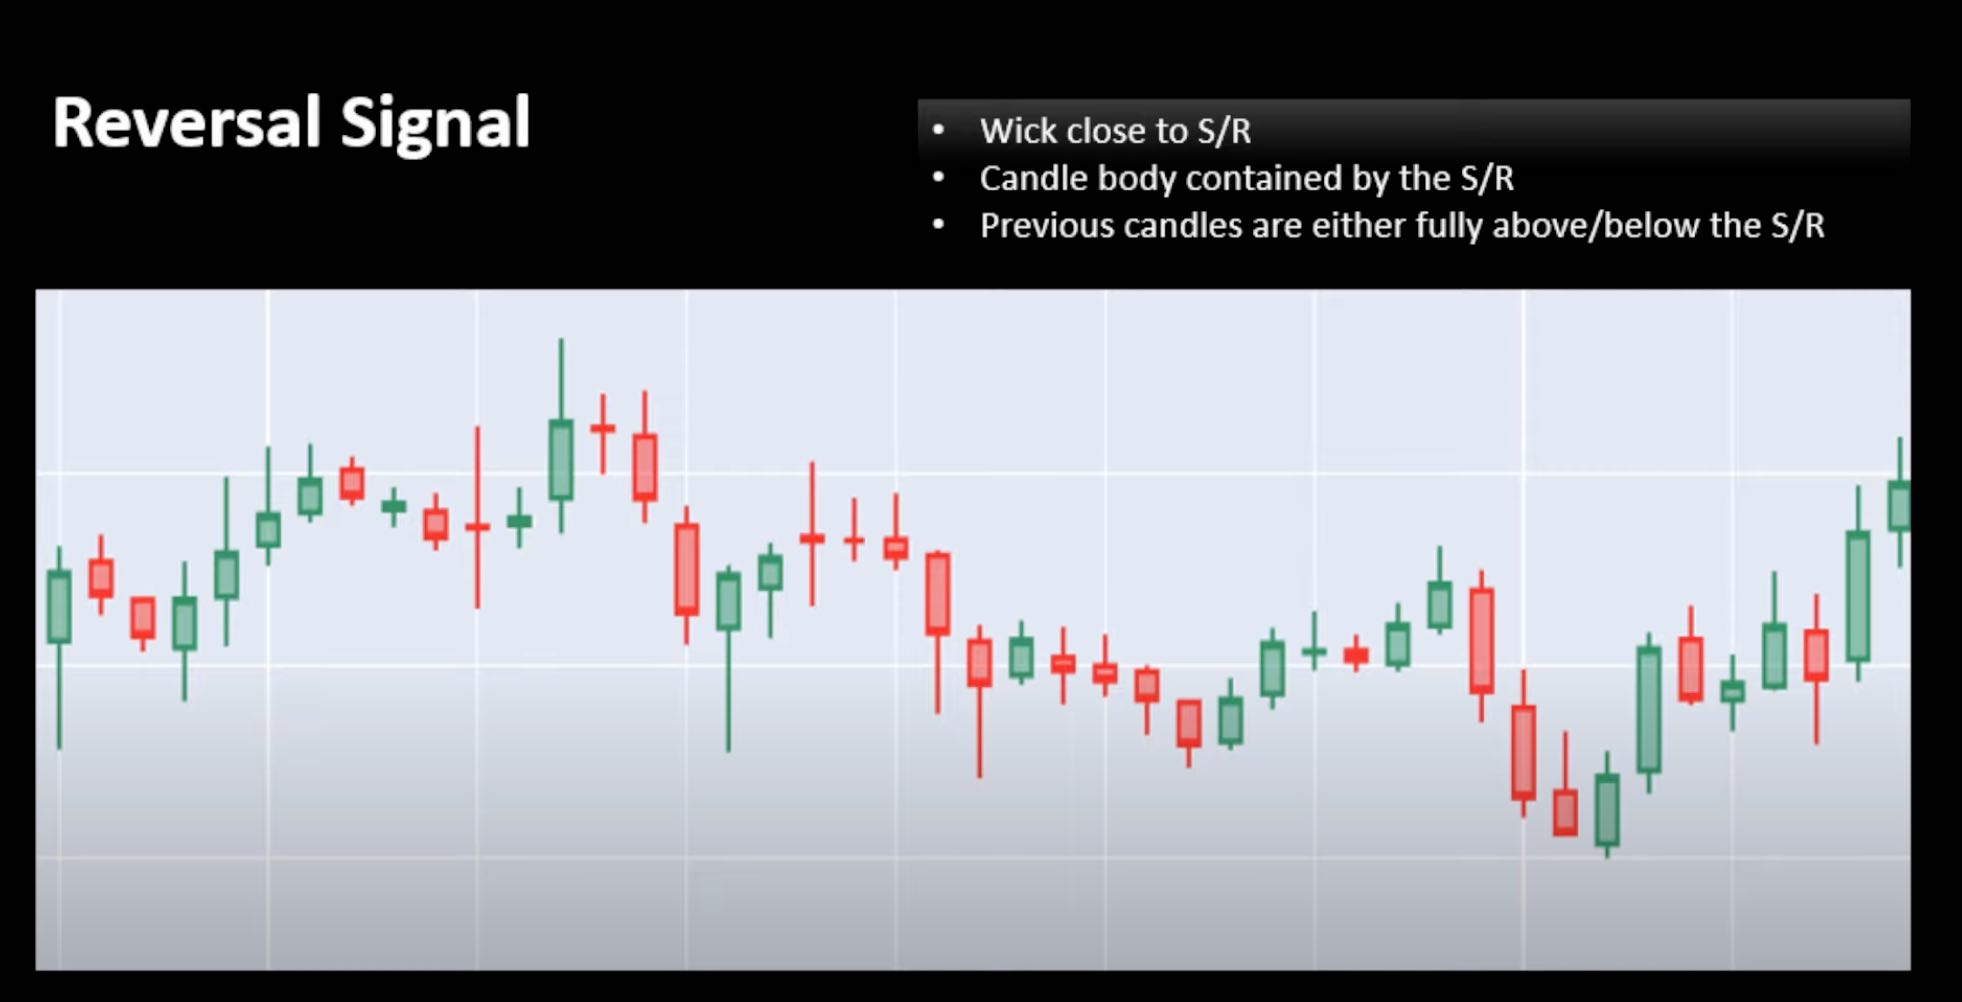 Reversal Signal
• Wick close to S/R
• Candle body contained by the S/R
• Previous candles are either fully above/below the S/R